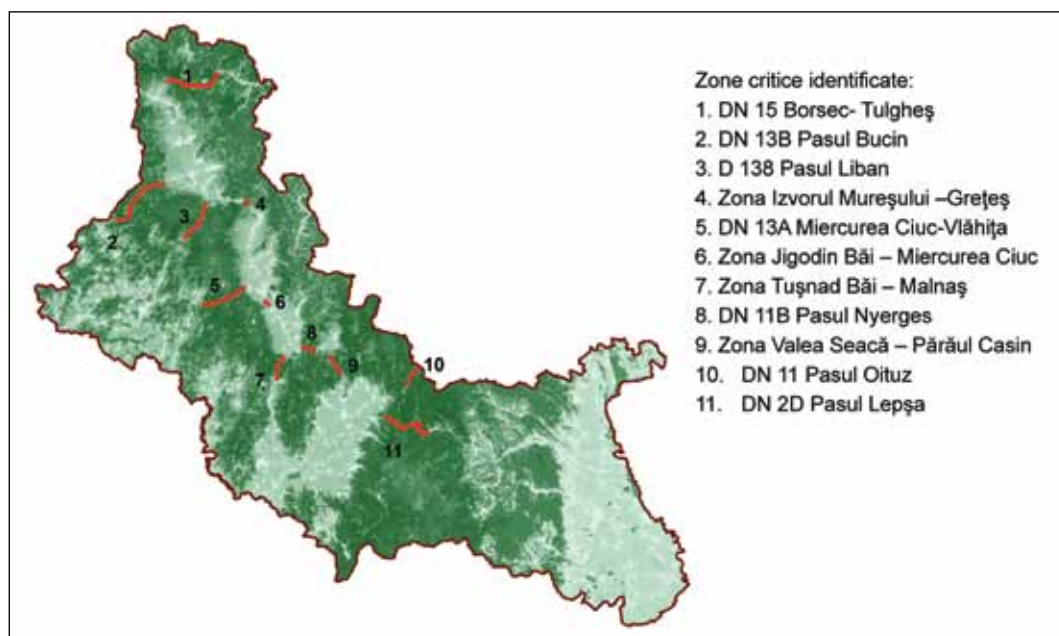 Zone critice identificate:
1. DN 15 Borsec- Tulgheş
2. DN 13B Pasul Bucin
3. D 138 Pasul Liban
4. Zona Izvorul Mureşului –Greţeş
5. DN 13A Miercurea Ciuc-Vlăhiţa
6. Zona Jigodin Băi – Miercurea Ciuc
7. Zona Tuşnad Băi – Malnaş
8. DN 11B Pasul Nyerges
9. Zona Valea Seacă – Părăul Casin
10. DN 11 Pasul Oituz
11. DN 2D Pasul Lepşa
1
2
3
4
5
6
7
8
9
10
11